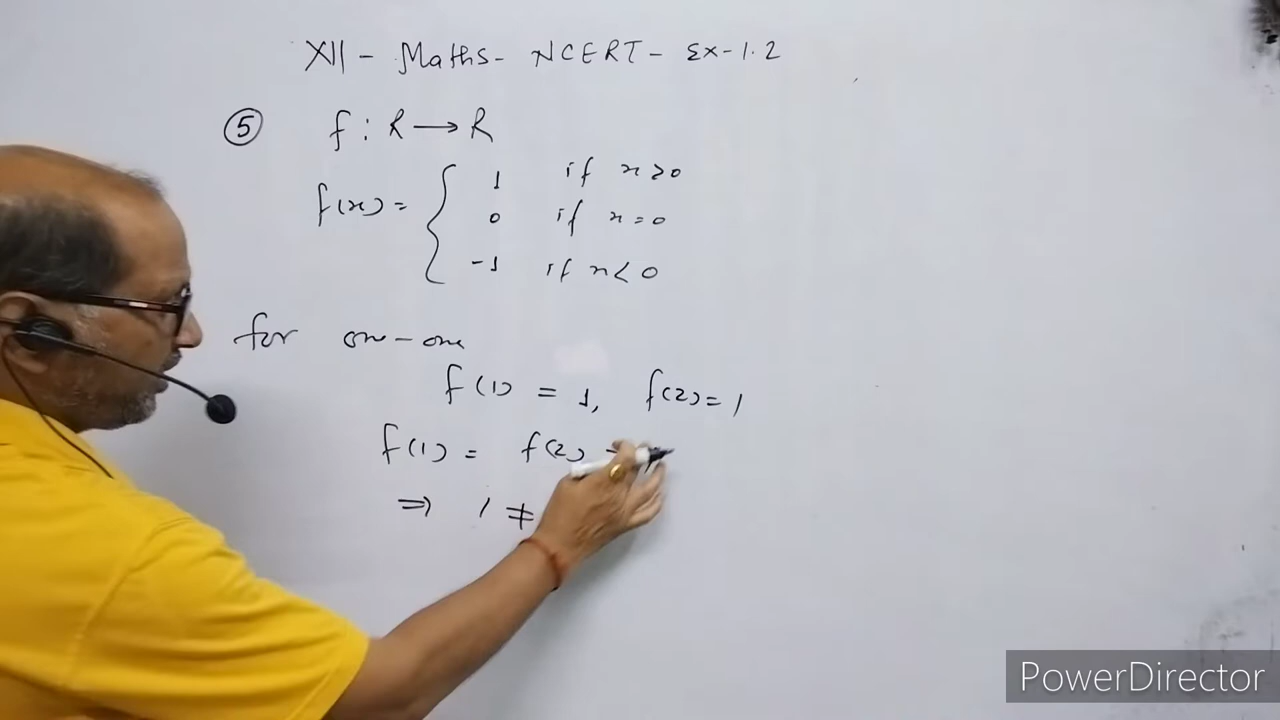 XII - Maths - NCERT - Ex-1.2
⑤ f : R ⟶ R
f(x) = { 1 if x > 0
0 if x = 0
-1 if x < 0
for one-one
f(1) = 1, f(2) = 1
f(1) = f(2)
⇒ 1 ≠
PowerDirector